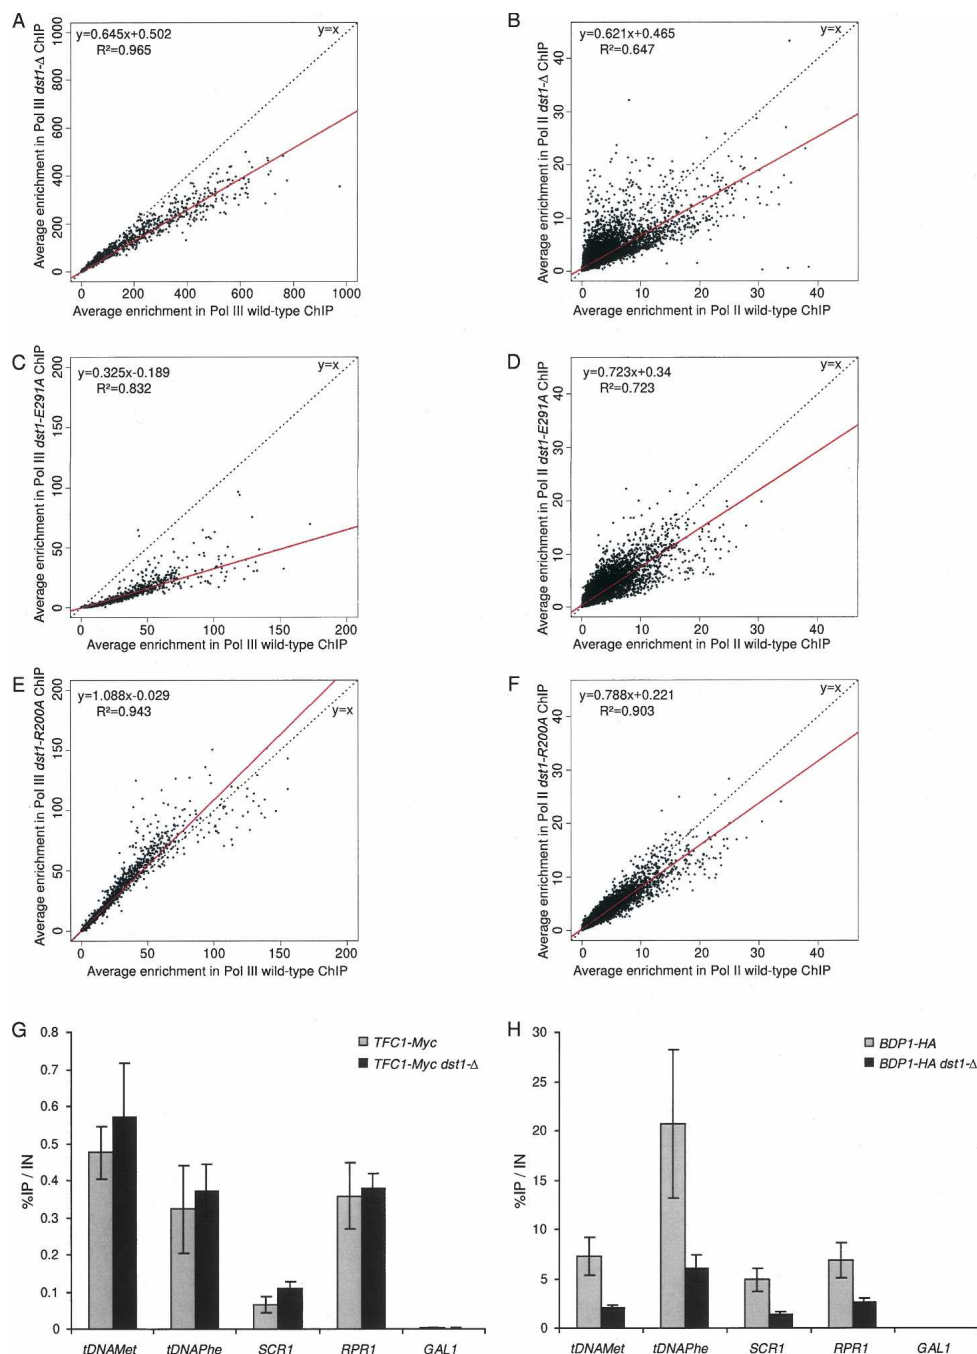 A
y=0.645x+0.502
R²=0.965
y=x
Average enrichment in Pol III dst1-Δ ChIP
0 200 400 600 800 1000
0 200 400 600 800 1000
Average enrichment in Pol III wild-type ChIP
B
y=0.621x+0.465
R²=0.647
y=x
Average enrichment in Pol II dst1-Δ ChIP
0 10 20 30 40
0 10 20 30 40
Average enrichment in Pol II wild-type ChIP
C
y=0.325x-0.189
R²=0.832
y=x
Average enrichment in Pol III dst1-E291A ChIP
0 50 100 150 200
0 50 100 150 200
Average enrichment in Pol III wild-type ChIP
D
y=0.723x+0.34
R²=0.723
y=x
Average enrichment in Pol II dst1-E291A ChIP
0 10 20 30 40
0 10 20 30 40
Average enrichment in Pol II wild-type ChIP
E
y=1.088x-0.029
R²=0.943
y=x
Average enrichment in Pol III dst1-R200A ChIP
0 50 100 150 200
0 50 100 150 200
Average enrichment in Pol III wild-type ChIP
F
y=0.788x+0.221
R²=0.903
y=x
Average enrichment in Pol II dst1-R200A ChIP
0 10 20 30 40
0 10 20 30 40
Average enrichment in Pol II wild-type ChIP
G
TFC1-Myc
TFC1-Myc dst1-Δ
%IP / IN
0.8
0.7
0.6
0.5
0.4
0.3
0.2
0.1
0
tDNAMet tDNAPhe SCR1 RPR1 GAL1
H
BDP1-HA
BDP1-HA dst1-Δ
%IP / IN
30
25
20
15
10
5
0
tDNAMet tDNAPhe SCR1 RPR1 GAL1